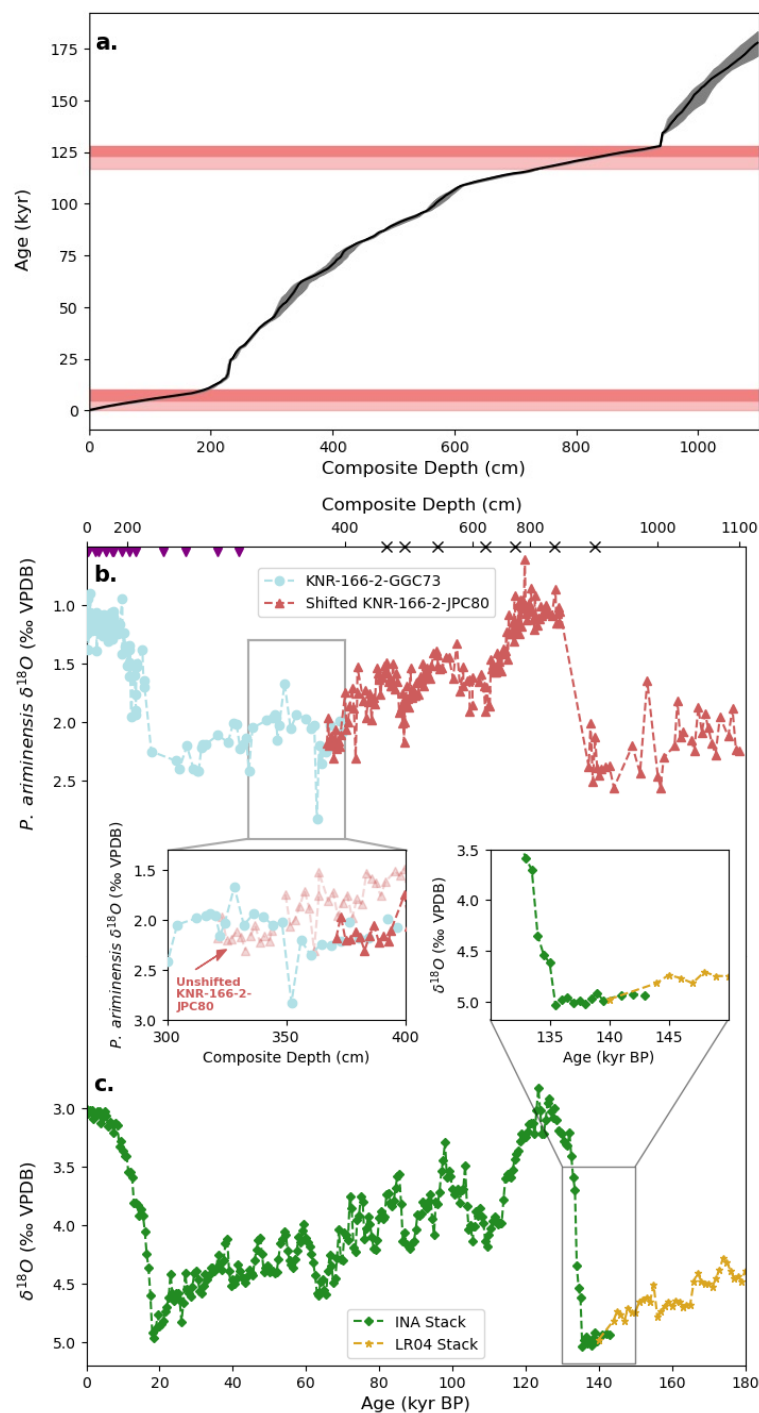 a.
175
150
125
100
75
50
25
0
Age (kyr)
0 200 400 600 800 1000
Composite Depth (cm)
Composite Depth (cm)
0 200 400 600 800 1000 1100
b.
KNR-166-2-GGC73
Shifted KNR-166-2-JPC80
1.0
1.5
2.0
2.5
P. ariminensis δ18O (‰ VPDB)
1.5
2.0
2.5
3.0
P. ariminensis δ18O (‰ VPDB)
Unshifted
KNR-166-2-
JPC80
300 350 400
Composite Depth (cm)
3.5
4.0
4.5
5.0
δ18O (‰ VPDB)
135 140 145
Age (kyr BP)
c.
3.0
3.5
4.0
4.5
5.0
δ18O (‰ VPDB)
INA Stack
LR04 Stack
0 20 40 60 80 100 120 140 160 180
Age (kyr BP)